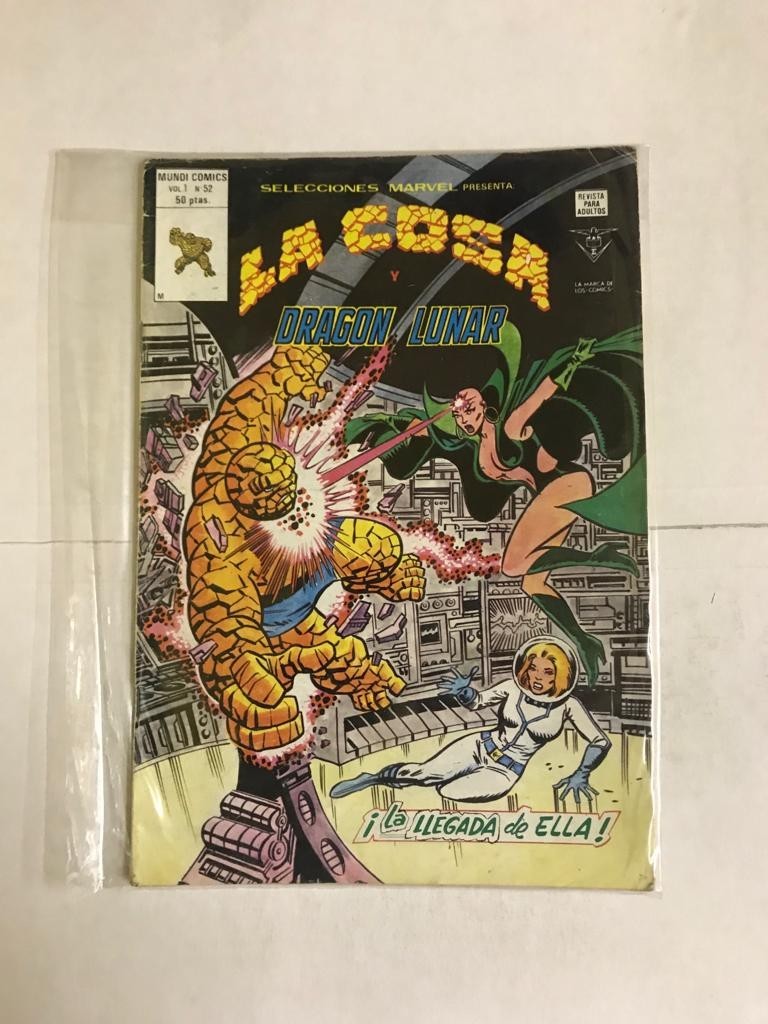 MUNDI COMICS
VOL.1 N° 52
50 ptas.
M
SELECCIONES MARVEL PRESENTA:
REVISTA
PARA
ADULTOS
LA COSA
Y
DRAGON LUNAR
LA MARCA DE
LOS-COMICS-
¡La LLEGADA de ELLA!